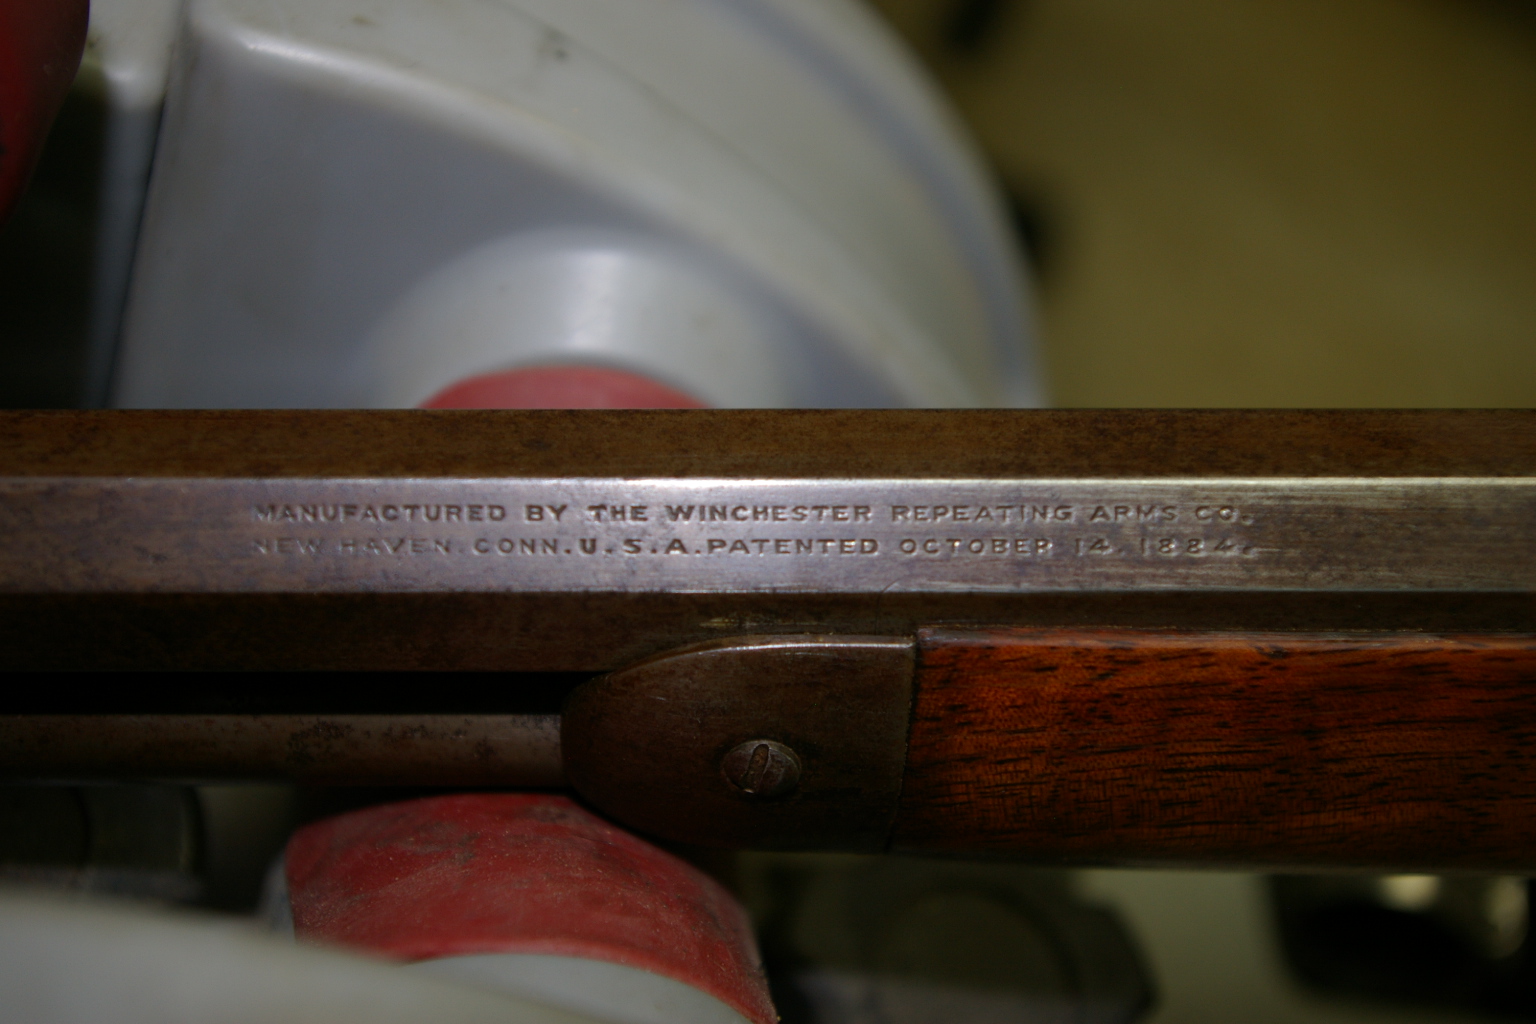 MANUFACTURED BY THE WINCHESTER REPEATING ARMS CO.
NEW HAVEN. CONN. U. S. A. PATENTED OCTOBER 14. 1884.